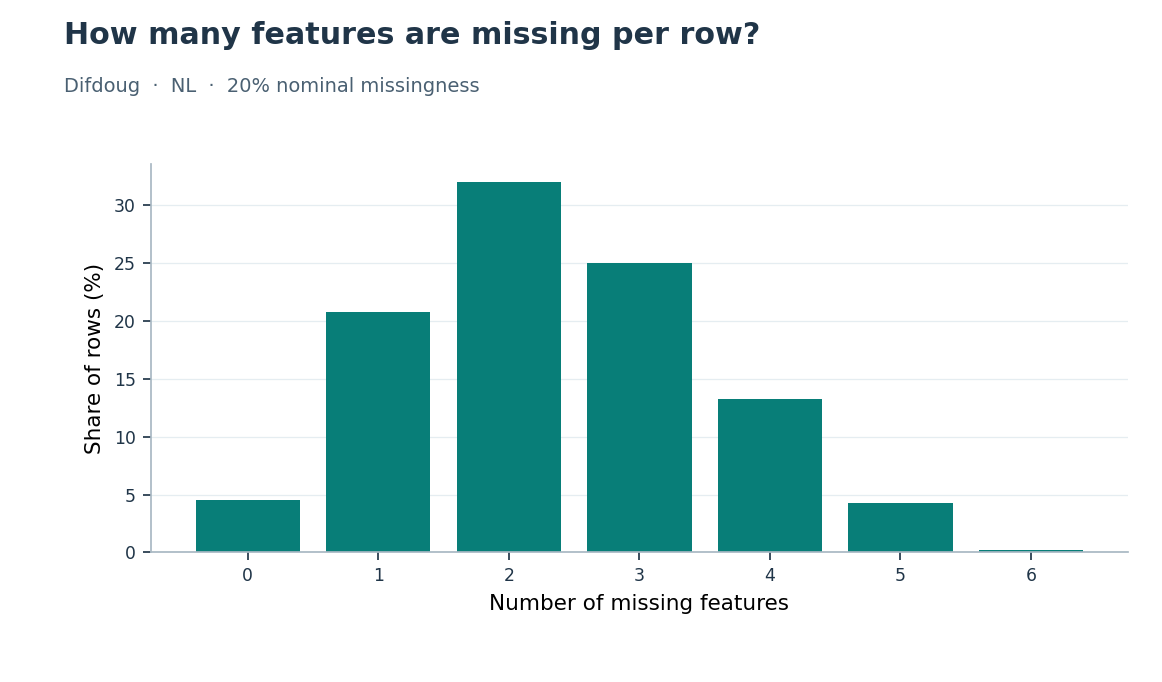 How many features are missing per row?
Difdoug · NL · 20% nominal missingness
Share of rows (%)
30
25
20
15
10
5
0
0 1 2 3 4 5 6
Number of missing features